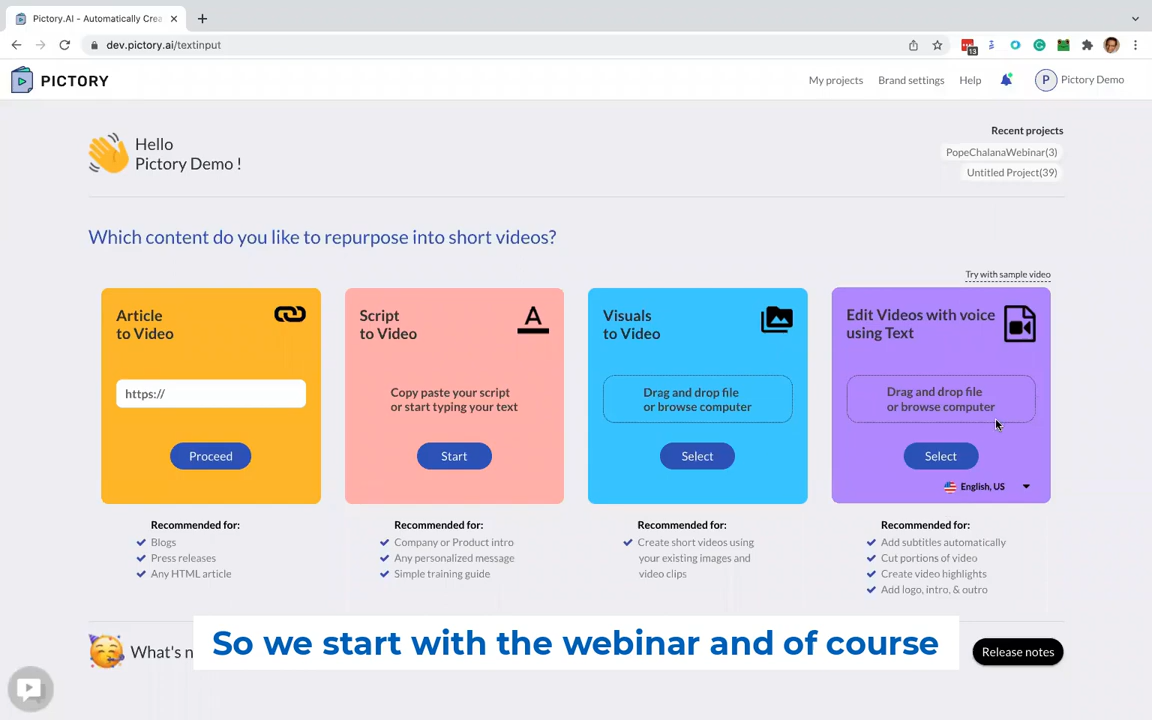 Pictory.AI - Automatically Crea
dev.pictory.ai/textinput
13
PICTORY
My projects
Brand settings
Help
P
Pictory Demo
Hello
Pictory Demo !
Recent projects
PopeChalanaWebinar(3)
Untitled Project(39)
Which content do you like to repurpose into short videos?
Try with sample video
Article
to Video
https://
Proceed
Script
to Video
A
Copy paste your script
or start typing your text
Start
Visuals
to Video
Drag and drop file
or browse computer
Select
Edit Videos with voice
using Text
Drag and drop file
or browse computer
Select
English, US
Recommended for:
Blogs
Press releases
Any HTML article
Recommended for:
Company or Product intro
Any personalized message
Simple training guide
Recommended for:
Create short videos using
your existing images and
video clips
Recommended for:
Add subtitles automatically
Cut portions of video
Create video highlights
Add logo, intro, & outro
What's n
So we start with the webinar and of course
Release notes